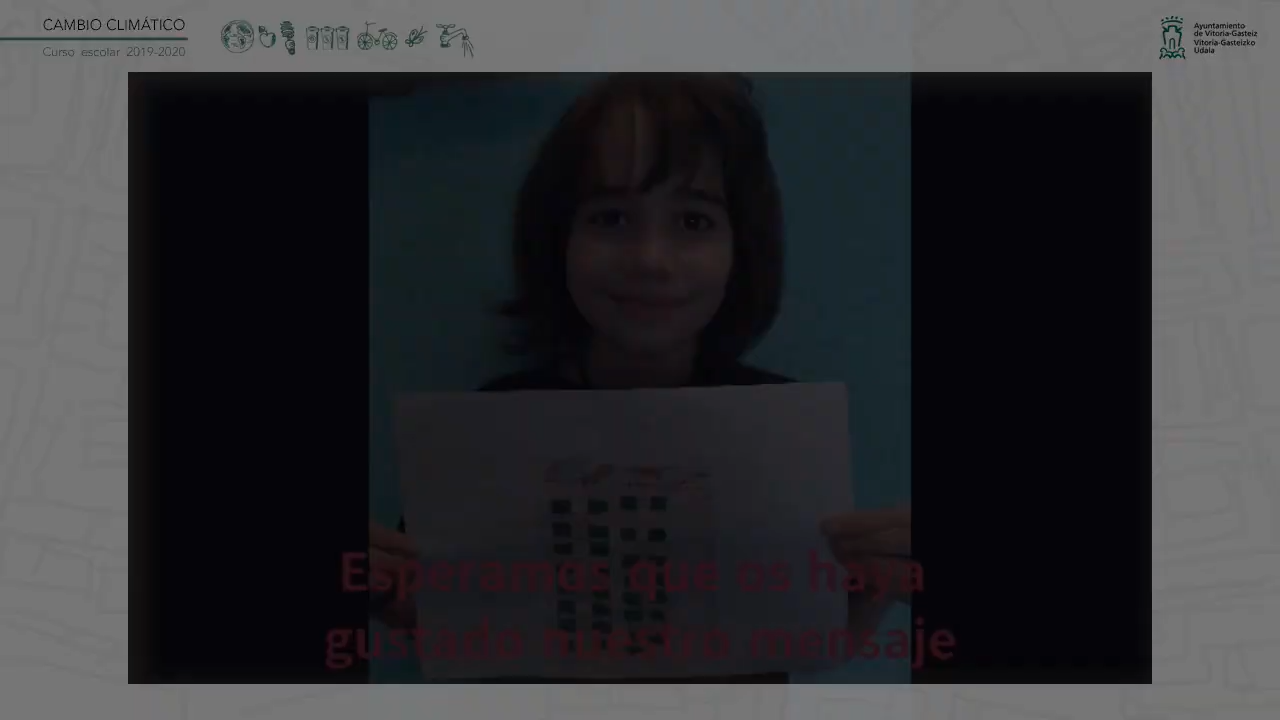 CAMBIO CLIMÁTICO
Curso escolar 2019-2020
Ayuntamiento
de Vitoria-Gasteiz
Vitoria-Gasteizko
Udala
Esperamos que os haya
gustado nuestro mensaje